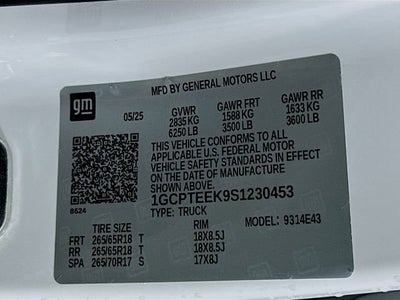 gm
MFD BY GENERAL MOTORS LLC
05/25 GVWR GAWR FRT GAWR RR
2835 KG 1588 KG 1633 KG
6250 LB 3500 LB 3600 LB
THIS VEHICLE CONFORMS TO ALL
APPLICABLE U.S. FEDERAL MOTOR
VEHICLE SAFETY STANDARDS IN EFFECT
ON THE DATE OF MANUFACTURE SHOWN
ABOVE.
1GCPTEEK9S1230453
8624 TYPE: TRUCK MODEL: 9314E43
TIRE SIZE RIM
FRT 265/65R18 T 18X8.5J
RR 265/65R18 T 18X8.5J
SPA 265/70R17 S 17X8J